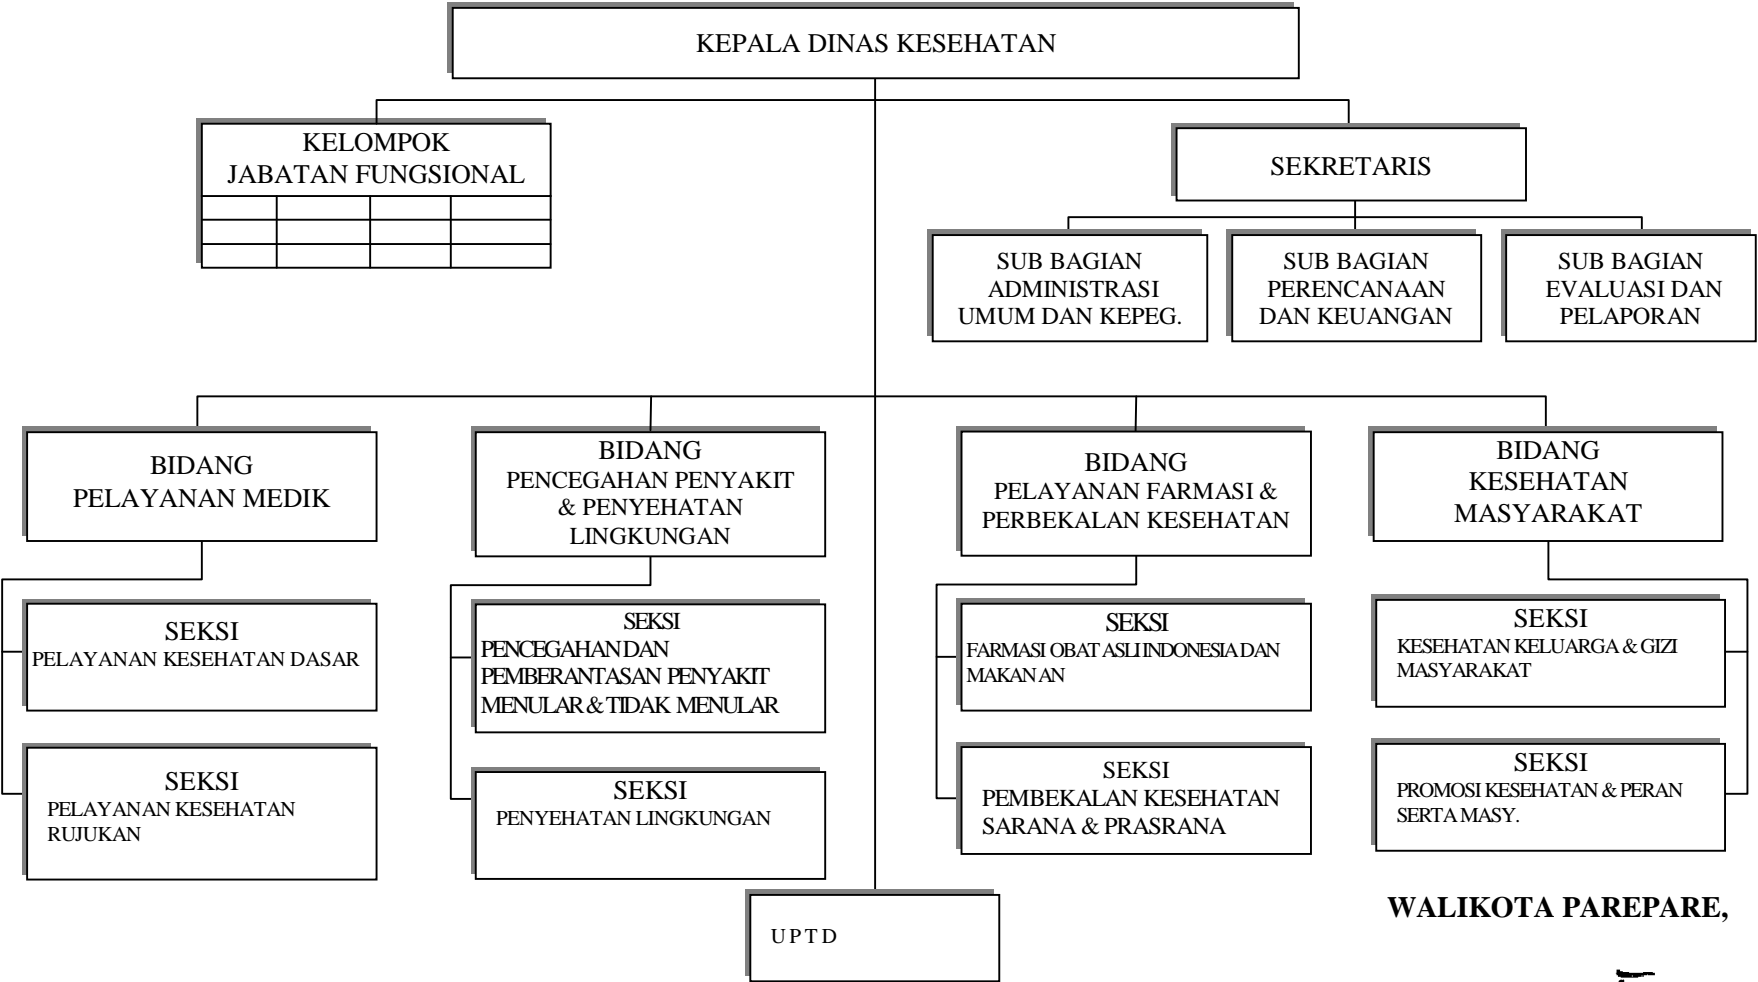 KEPALA DINAS KESEHATAN
KELOMPOK
JABATAN FUNGSIONAL
SEKRETARIS
SUB BAGIAN
ADMINISTRASI
UMUM DAN KEPEG.
SUB BAGIAN
PERENCANAAN
DAN KEUANGAN
SUB BAGIAN
EVALUASI DAN
PELAPORAN
BIDANG
PELAYANAN MEDIK
BIDANG
PENCEGAHAN PENYAKIT
& PENYEHATAN
LINGKUNGAN
BIDANG
PELAYANAN FARMASI &
PERBEKALAN KESEHATAN
BIDANG
KESEHATAN
MASYARAKAT
SEKSI
PELAYANAN KESEHATAN DASAR
SEKSI
PENCEGAHAN DAN
PEMBERANTASAN PENYAKIT
MENULAR & TIDAK MENULAR
SEKSI
FARMASI OBAT ASLI INDONESIA DAN
MAKANAN
SEKSI
KESEHATAN KELUARGA & GIZI
MASYARAKAT
SEKSI
PELAYANAN KESEHATAN
RUJUKAN
SEKSI
PENYEHATAN LINGKUNGAN
SEKSI
PEMBEKALAN KESEHATAN
SARANA & PRASRANA
SEKSI
PROMOSI KESEHATAN & PERAN
SERTA MASY.
UPTD
WALIKOTA PAREPARE,